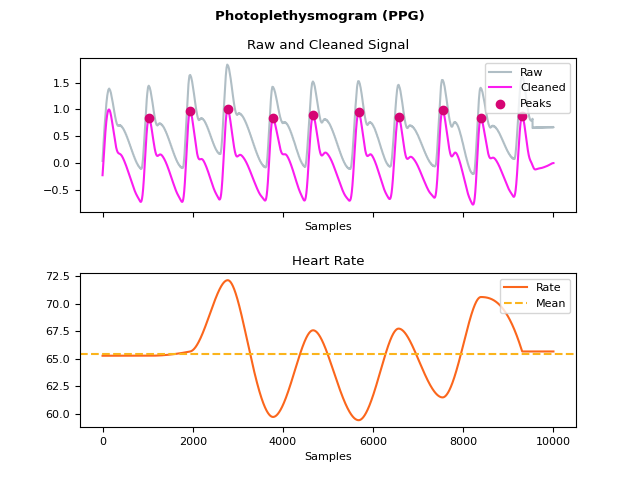 Photoplethysmogram (PPG)
Raw and Cleaned Signal
1.5
1.0
0.5
0.0
−0.5
Raw
Cleaned
Peaks
Samples
Heart Rate
72.5
70.0
67.5
65.0
62.5
60.0
Rate
Mean
0
2000
4000
6000
8000
10000
Samples